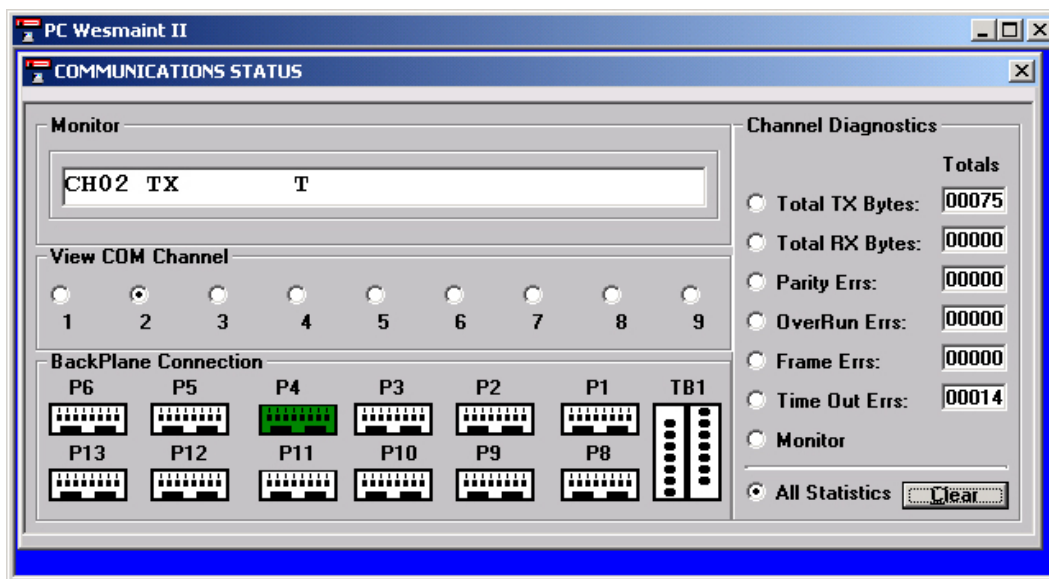 PC Wesmaint II
COMMUNICATIONS STATUS
Monitor
CH02 TX T
View COM Channel
1 2 3 4 5 6 7 8 9
BackPlane Connection
P6 P5 P4 P3 P2 P1 TB1
P13 P12 P11 P10 P9 P8
Channel Diagnostics
Totals
Total TX Bytes: 00075
Total RX Bytes: 00000
Parity Errs: 00000
OverRun Errs: 00000
Frame Errs: 00000
Time Out Errs: 00014
Monitor
All Statistics Clear